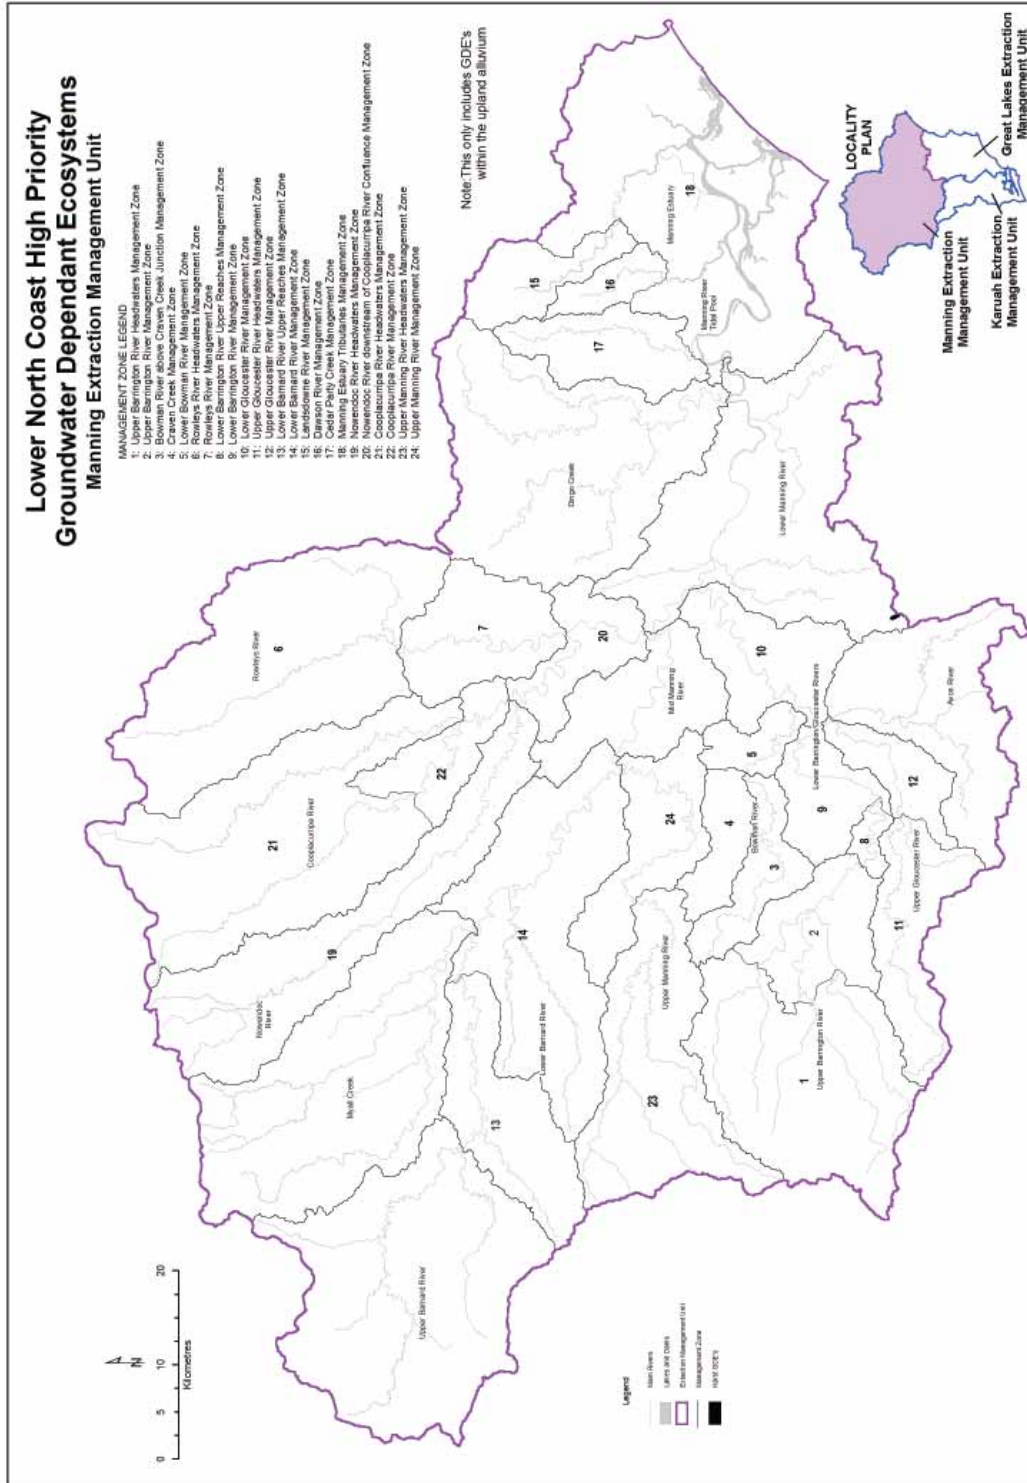 Lower North Coast High Priority
Groundwater Dependant Ecosystems
Manning Extraction Management Unit
MANAGEMENT ZONE LEGEND
1: Upper Barrington River Headwaters Management Zone
2: Upper Barrington River Management Zone
3: Bowman River above Craven Creek Junction Management Zone
4: Craven Creek Management Zone
5: Lower Bowman River Management Zone
6: Rowleys River Headwaters Management Zone
7: Rowleys River Management Zone
8: Lower Barrington River Upper Reaches Management Zone
9: Lower Barrington River Management Zone
10: Lower Gloucester River Management Zone
11: Upper Gloucester River Headwaters Management Zone
12: Upper Gloucester River Management Zone
13: Lower Barnard River Upper Reaches Management Zone
14: Lower Barnard River Management Zone
15: Landsdowne River Management Zone
16: Dawson River Management Zone
17: Cedar Party Creek Management Zone
18: Manning Estuary Tributaries Management Zone
19: Nowendoc River Headwaters Management Zone
20: Nowendoc River downstream of Cooplacurripa River Confluence Management Zone
21: Cooplacurripa River Headwaters Management Zone
22: Cooplacurripa River Management Zone
23: Upper Manning River Headwaters Management Zone
24: Upper Manning River Management Zone
Note:This only includes GDE's
within the upland alluvium
N
0 5 10 20
Kilometres
Upper Barnard River
Myall Creek
Nowendoc
River
19
21
Cooplacurripa River
22
Rowleys River
6
7
20
Dingo Creek
15
16
17
18
Manning Estuary
Manning River
Tidal Pool
Lower Manning River
13
14
Lower Barnard River
Mid Manning
River
10
23
Upper Manning River
24
4
5
Bowman River
3
Lower Barrington/Gloucester Rivers
9
8
12
Avon River
1
Upper Barrington River
2
11
Upper Gloucester River
Legend
Main Rivers
Lakes and Dams
Extraction Management Unit
Management Zone
Karst GDE's
LOCALITY
PLAN
Manning Extraction
Management Unit
Karuah Extraction
Management Unit
Great Lakes Extraction
Management Unit